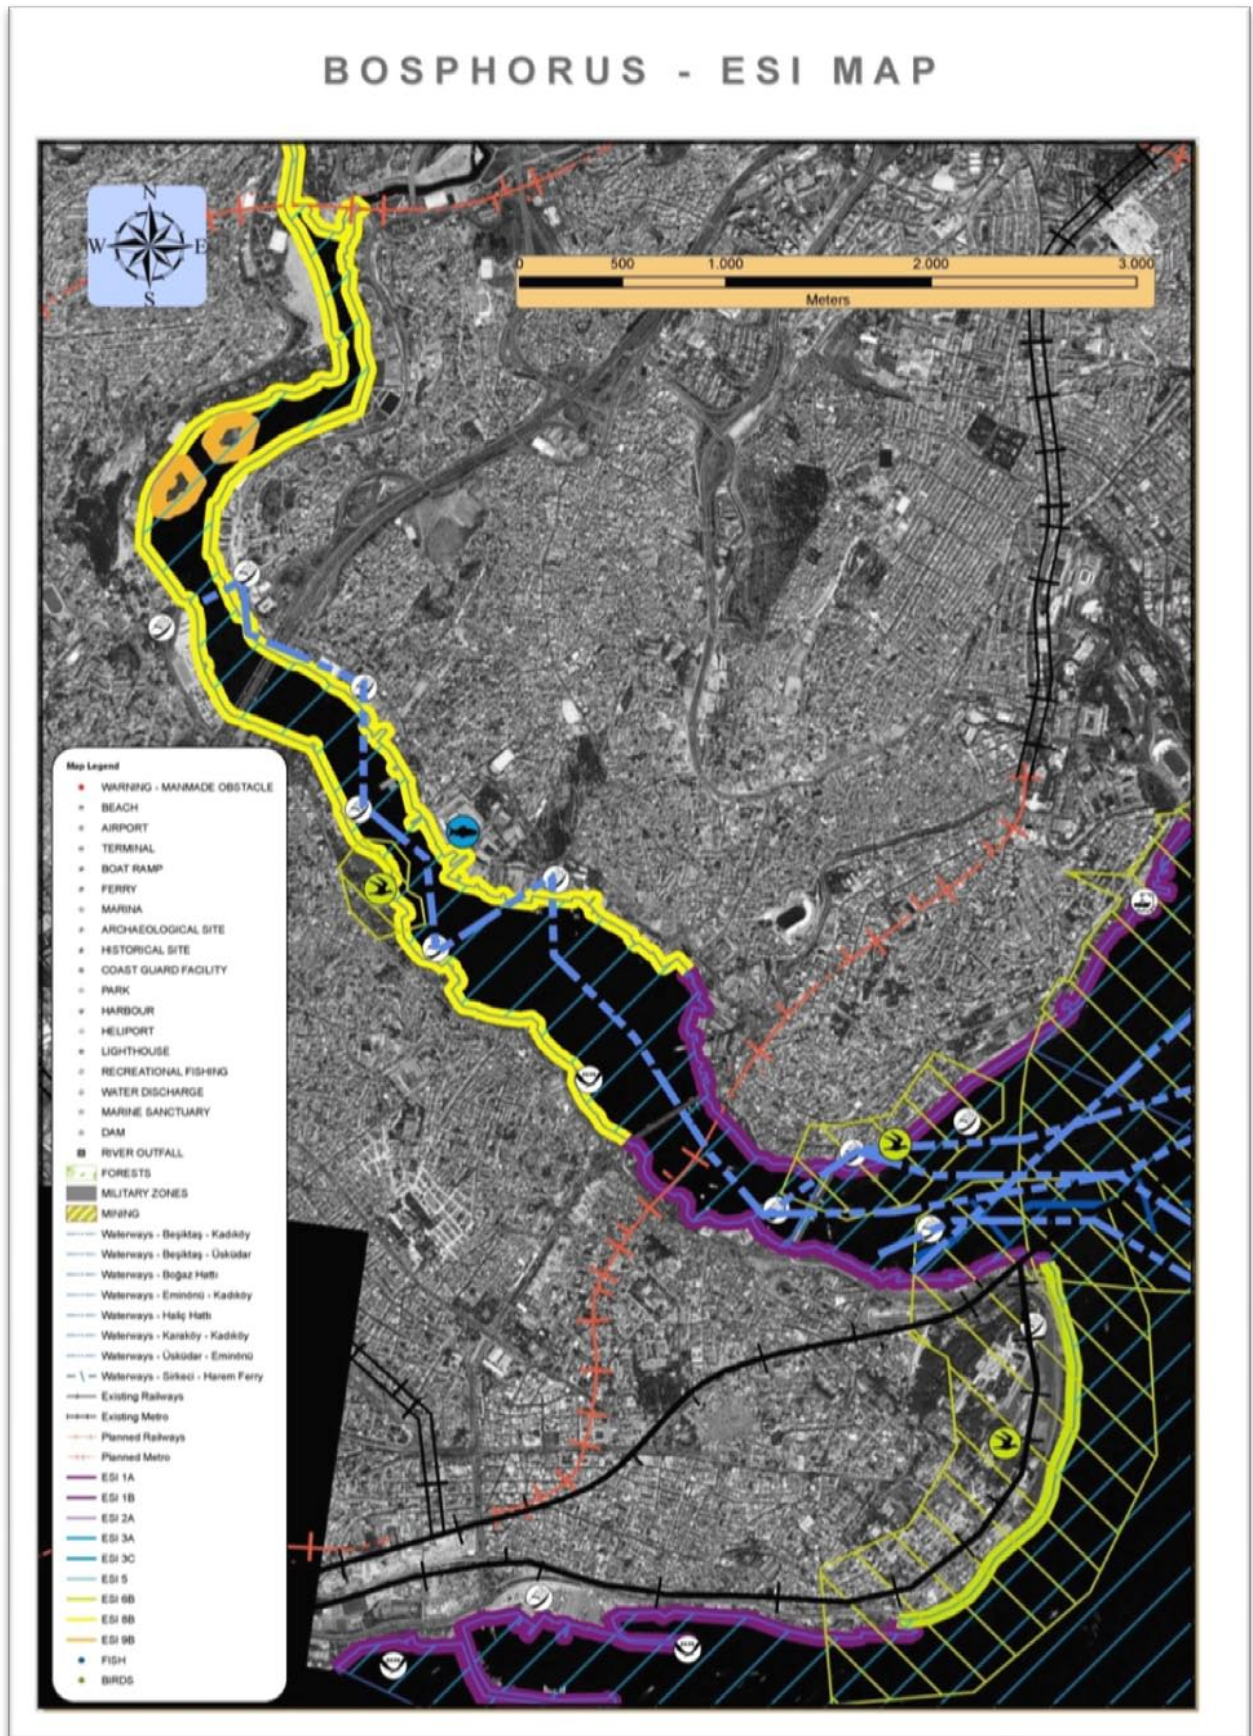 BOSPHORUS - ESI MAP
N
W E
S
0 500 1.000 2.000 3.000
Meters
Map Legend
WARNING - MANMADE OBSTACLE
BEACH
AIRPORT
TERMINAL
BOAT RAMP
FERRY
MARINA
ARCHAEOLOGICAL SITE
HISTORICAL SITE
COAST GUARD FACILITY
PARK
HARBOUR
HELIPORT
LIGHTHOUSE
RECREATIONAL FISHING
WATER DISCHARGE
MARINE SANCTUARY
DAM
RIVER OUTFALL
FORESTS
MILITARY ZONES
MINING
Waterways - Beşiktaş - Kadıköy
Waterways - Beşiktaş - Üsküdar
Waterways - Boğaz Hattı
Waterways - Eminönü - Kadıköy
Waterways - Haliç Hattı
Waterways - Karaköy - Kadıköy
Waterways - Üsküdar - Eminönü
Waterways - Sirkeci - Harem Ferry
Existing Railways
Existing Metro
Planned Railways
Planned Metro
ESI 1A
ESI 1B
ESI 2A
ESI 3A
ESI 3C
ESI 5
ESI 6B
ESI 8B
ESI 9B
FISH
BIRDS